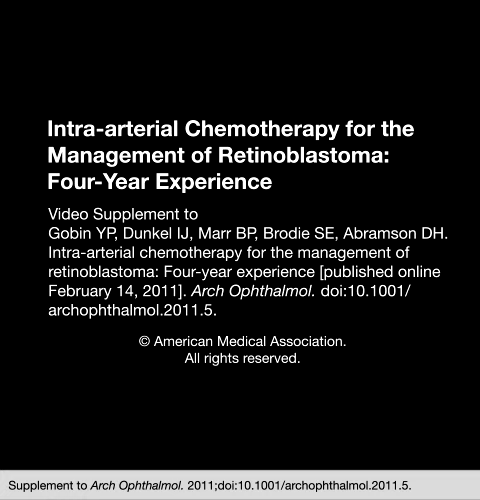 Intra-arterial Chemotherapy for the
Management of Retinoblastoma:
Four-Year Experience
Video Supplement to
Gobin YP, Dunkel IJ, Marr BP, Brodie SE, Abramson DH.
Intra-arterial chemotherapy for the management of
retinoblastoma: Four-year experience [published online
February 14, 2011]. Arch Ophthalmol. doi:10.1001/
archophthalmol.2011.5.
© American Medical Association.
All rights reserved.
Supplement to Arch Ophthalmol. 2011;doi:10.1001/archophthalmol.2011.5.